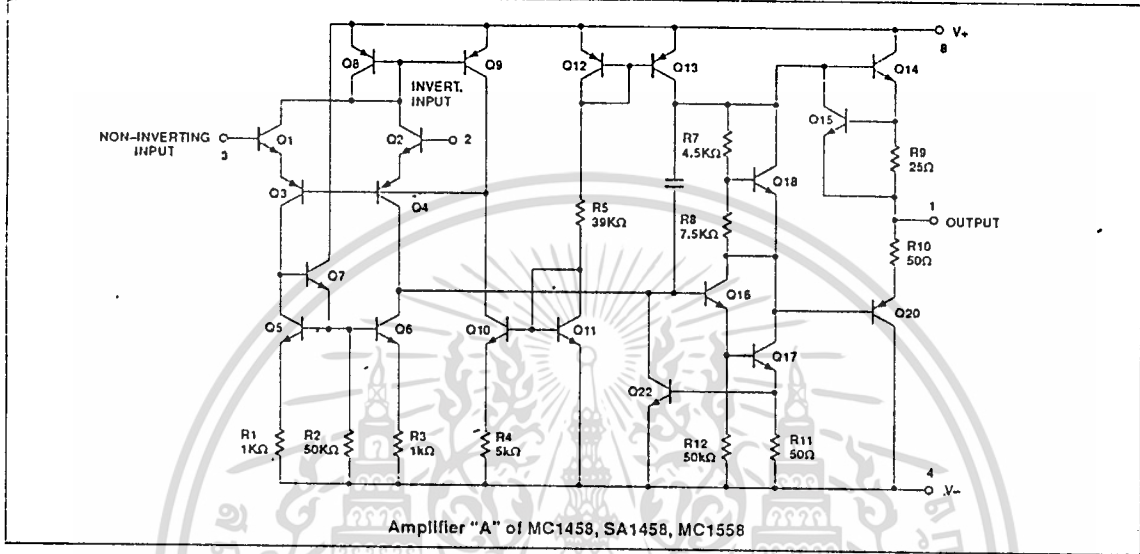 V+
8
Q8
Q9
Q12
Q13
Q14
INVERT.
INPUT
NON-INVERTING
INPUT
3
Q1
Q2
2
Q15
R7
4.5KΩ
R9
25Ω
Q3
Q4
Q18
1
OUTPUT
R5
39KΩ
R8
7.5KΩ
R10
50Ω
Q7
Q16
Q5
Q6
Q10
Q11
Q20
Q17
Q22
R1
1KΩ
R2
50KΩ
R3
1kΩ
R4
5kΩ
R12
50kΩ
R11
50Ω
4
V-
Amplifier "A" of MC1458, SA1458, MC1558